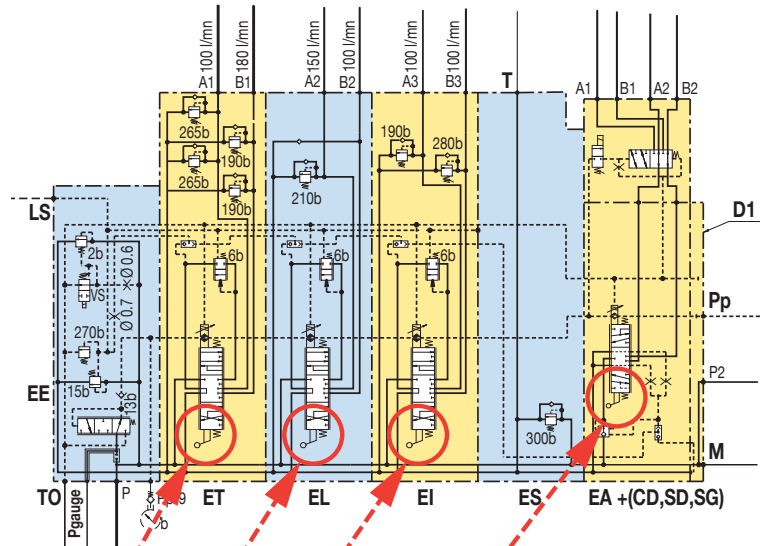 100 l/mn
180 l/mn
150 l/mn
100 l/mn
100 l/mn
100 l/mn
A1
B1
A2
B2
A3
B3
T
A1
B1
A2
B2
265b
190b
265b
190b
210b
190b
280b
LS
D1
2b
Ø 0.9
VS
Ø 0.7
6b
6b
6b
270b
Pp
EE
15b
13b
P2
300b
M
TO
Pgauge
P
b
ET
EL
EI
ES
EA +(CD,SD,SG)